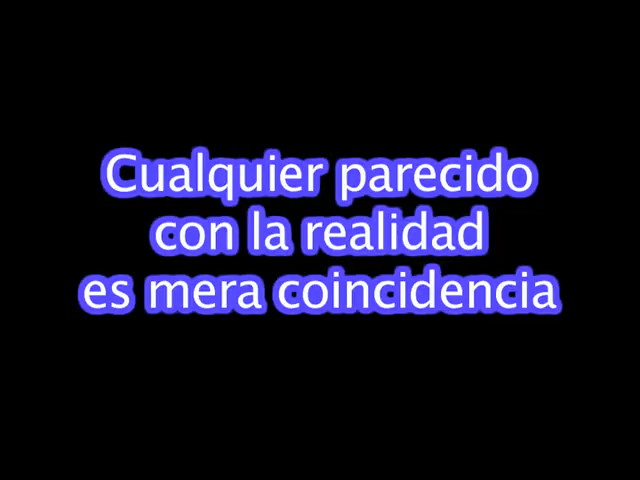 Cualquier parecido
con la realidad
es mera coincidencia